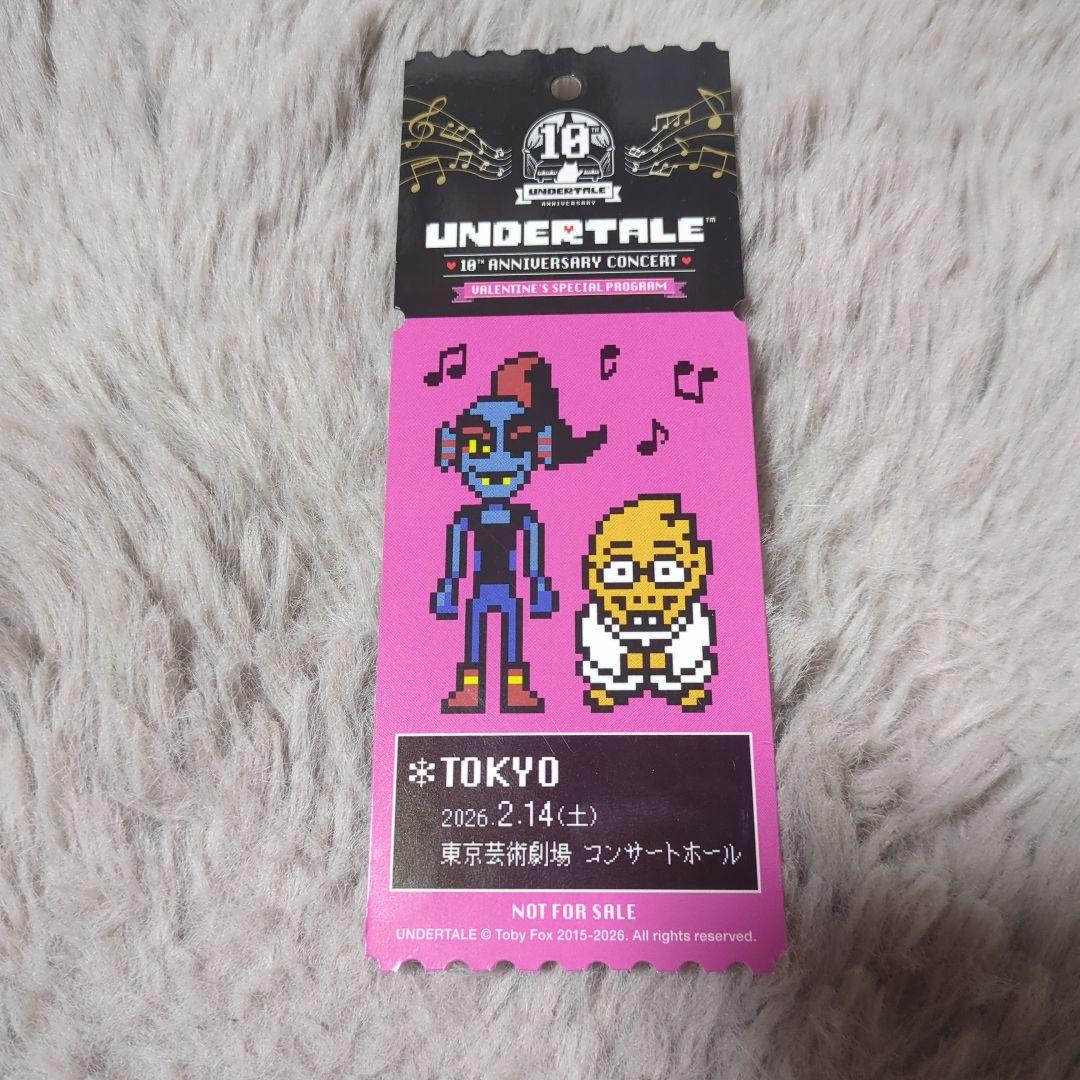 10TH
UNDERTALE
ANNIVERSARY
UNDERTALE™
10TH ANNIVERSARY CONCERT
VALENTINE'S SPECIAL PROGRAM
*TOKYO
2026.2.14(土)
東京芸術劇場 コンサートホール
NOT FOR SALE
UNDERTALE © Toby Fox 2015-2026. All rights reserved.